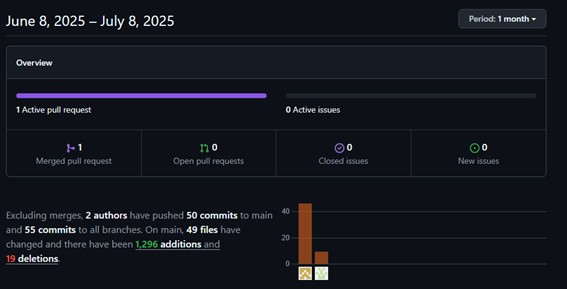 June 8, 2025 – July 8, 2025
Period: 1 month
Overview
1 Active pull request
0 Active issues
1
Merged pull request
0
Open pull requests
0
Closed issues
0
New issues
Excluding merges, 2 authors have pushed 50 commits to main
and 55 commits to all branches. On main, 49 files have
changed and there have been 1,296 additions and
19 deletions.
40
20
0